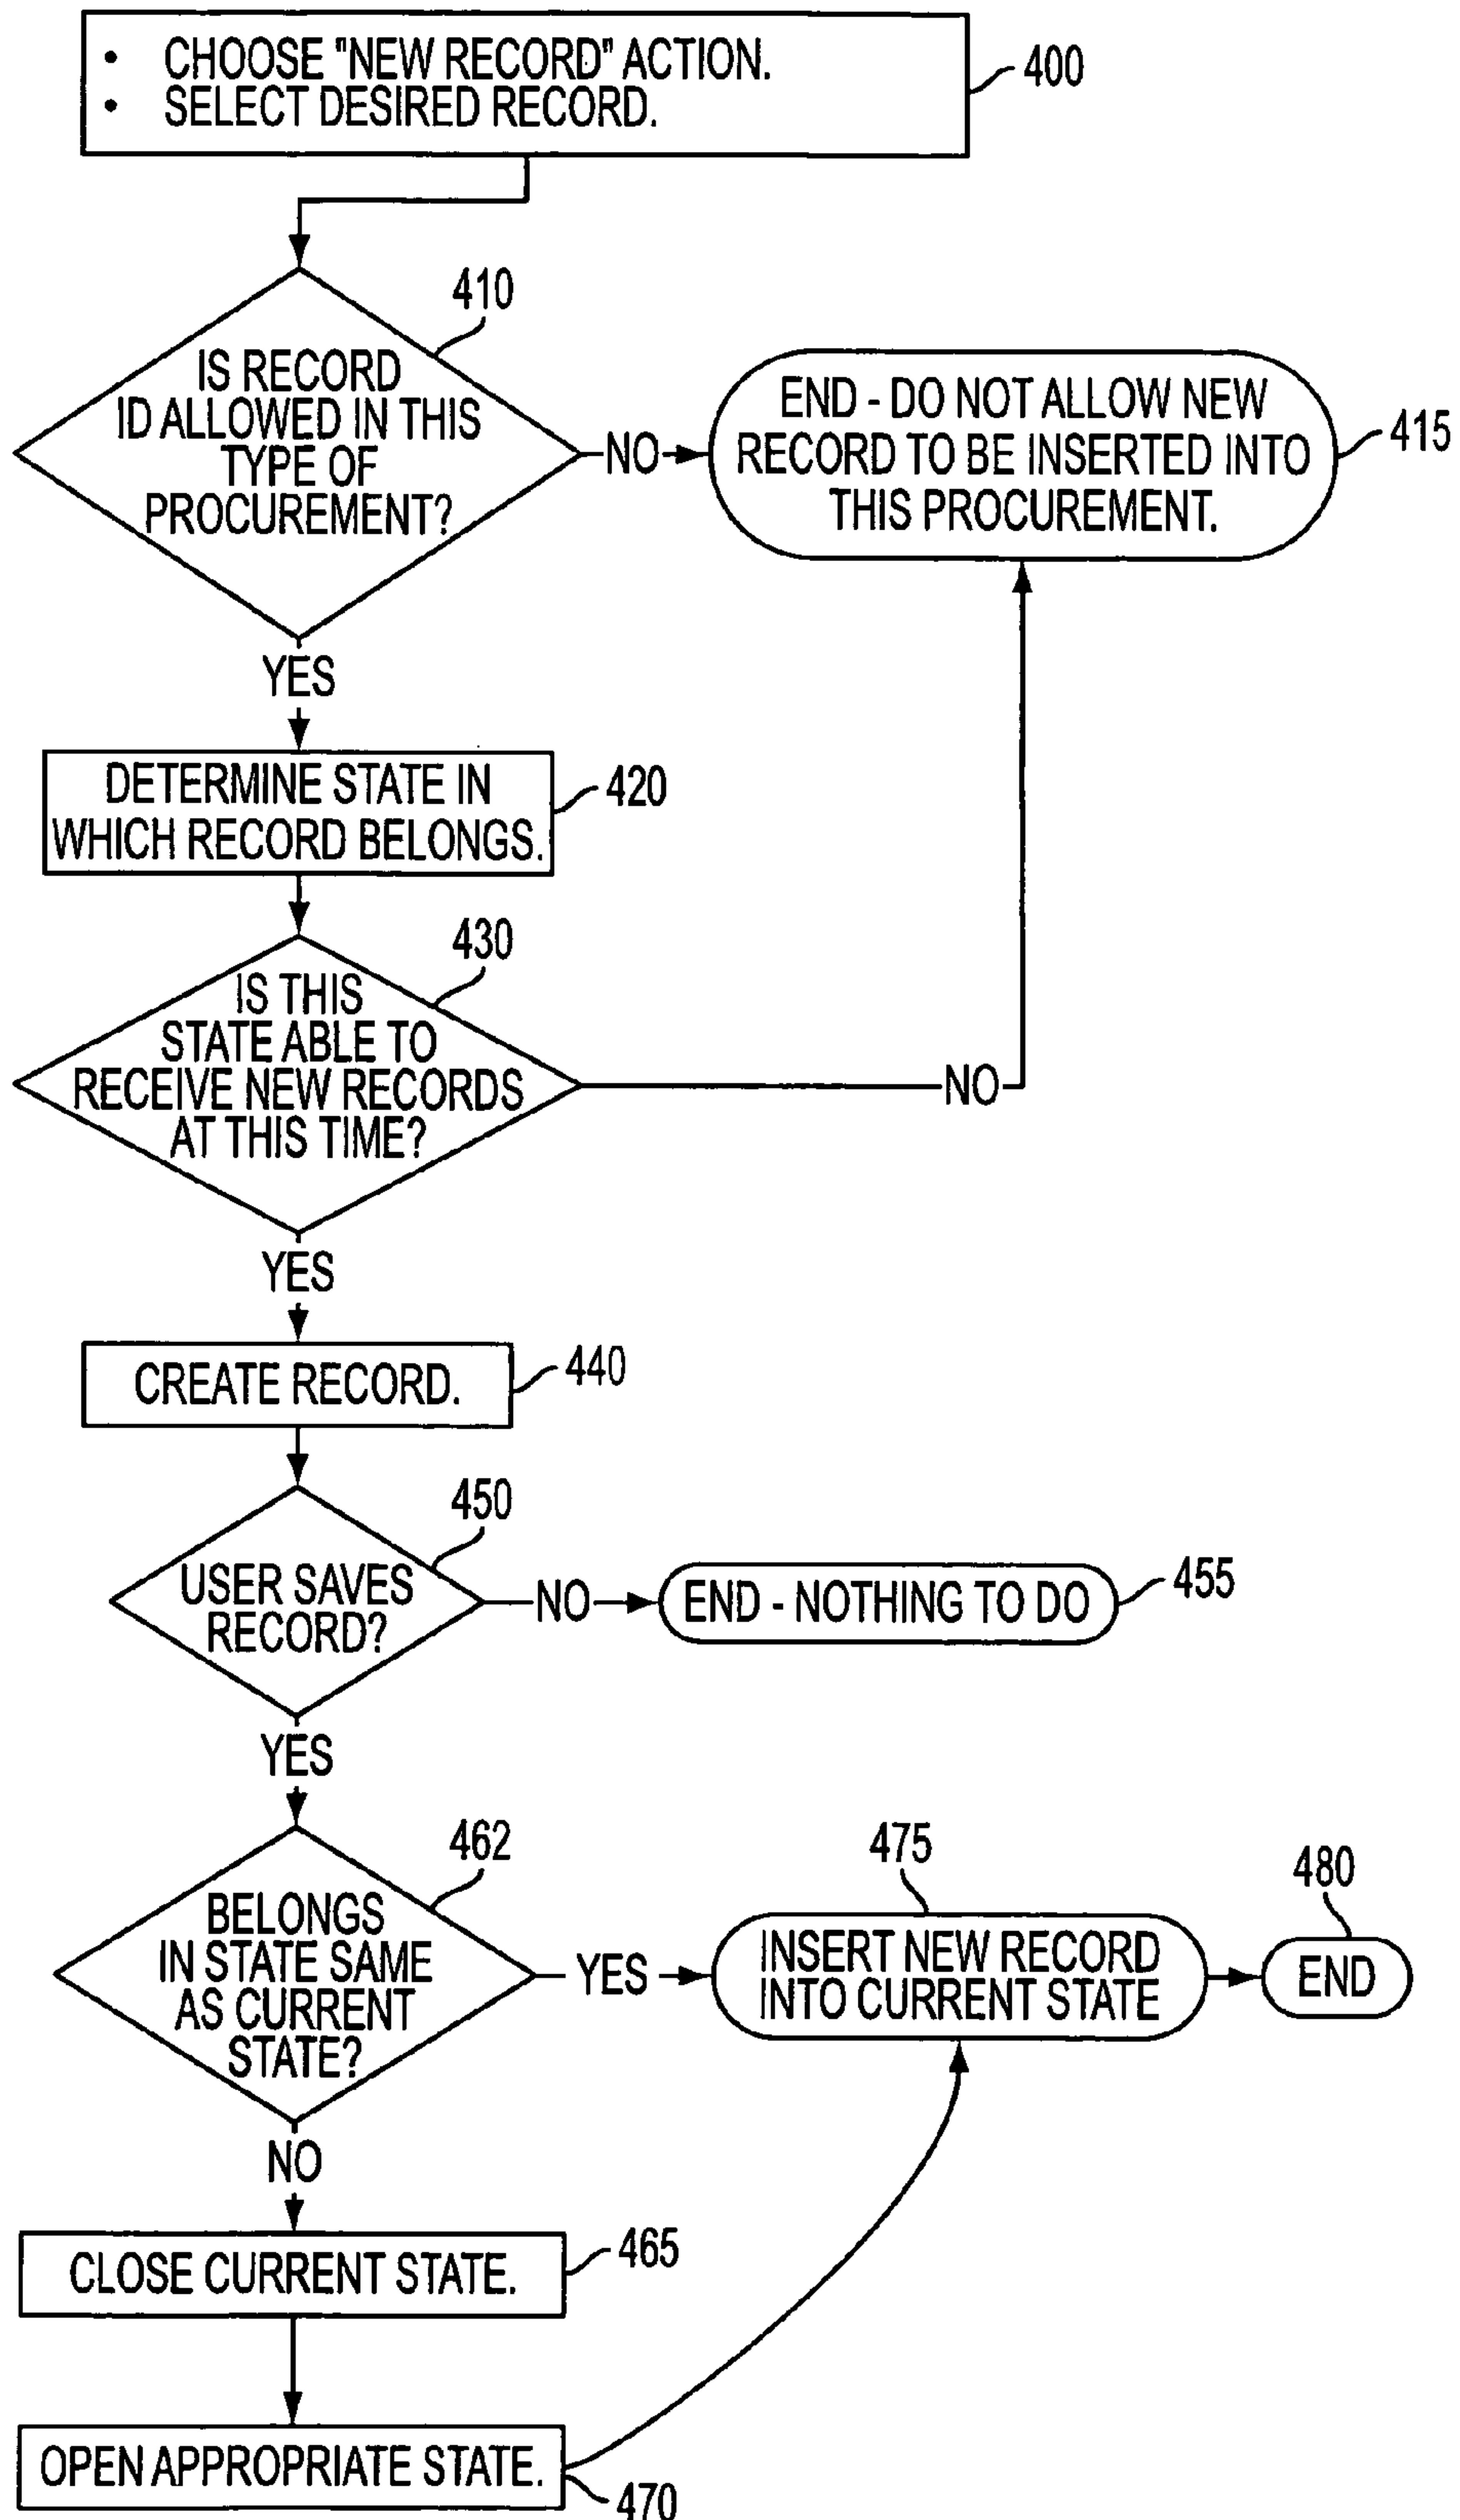 • CHOOSE "NEW RECORD" ACTION.
• SELECT DESIRED RECORD.
400
410
IS RECORD
ID ALLOWED IN THIS
TYPE OF
PROCUREMENT?
NO
END - DO NOT ALLOW NEW
RECORD TO BE INSERTED INTO
THIS PROCUREMENT.
415
YES
DETERMINE STATE IN
WHICH RECORD BELONGS.
420
430
IS THIS
STATE ABLE TO
RECEIVE NEW RECORDS
AT THIS TIME?
NO
YES
CREATE RECORD.
440
450
USER SAVES
RECORD?
NO
END - NOTHING TO DO
455
YES
462
BELONGS
IN STATE SAME
AS CURRENT
STATE?
YES
475
INSERT NEW RECORD
INTO CURRENT STATE
480
END
NO
CLOSE CURRENT STATE.
465
OPEN APPROPRIATE STATE.
470